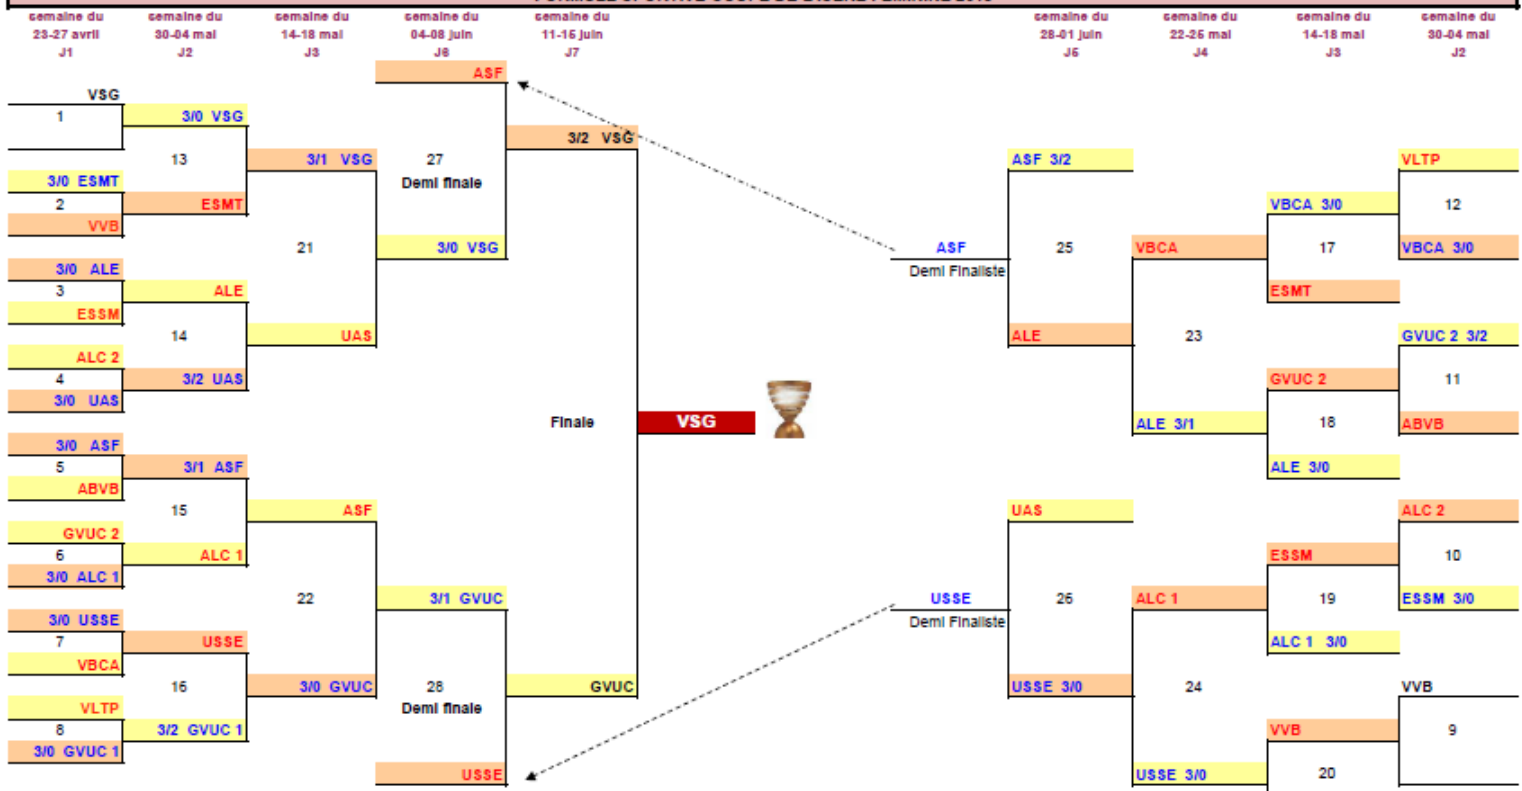 semaine du semaine du semaine du semaine du semaine du semaine du semaine du semaine du semaine du
23-27 avril 30-04 mai 14-18 mai 04-08 juin 11-15 juin 28-01 juin 22-25 mai 14-18 mai 30-04 mai
J1 J2 J3 J6 J7 J5 J4 J3 J2
ASF
VSG
1 3/0 VSG
3/2 VSG
13 3/1 VSG 27 ASF 3/2 VLTP
3/0 ESMT Demi finale
2 ESMT VBCA 3/0 12
VVB
21 3/0 VSG ASF 25 VBCA 17 VBCA 3/0
3/0 ALE Demi Finaliste
3 ALE ESMT
ESSM
14 UAS ALE 23 GVUC 2 3/2
ALC 2
4 3/2 UAS GVUC 2 11
3/0 UAS
Finale VSG ALE 3/1 18 ABVB
3/0 ASF
5 3/1 ASF ALE 3/0
ABVB
15 ASF UAS ALC 2
GVUC 2
6 ALC 1 ESSM 10
3/0 ALC 1
22 3/1 GVUC USSE 26 ALC 1 19 ESSM 3/0
3/0 USSE Demi Finaliste
7 USSE ALC 1 3/0
VBCA
16 3/0 GVUC 28 GVUC USSE 3/0 24 VVB
VLTP Demi finale
8 3/2 GVUC 1 VVB 9
3/0 GVUC 1
USSE USSE 3/0 20